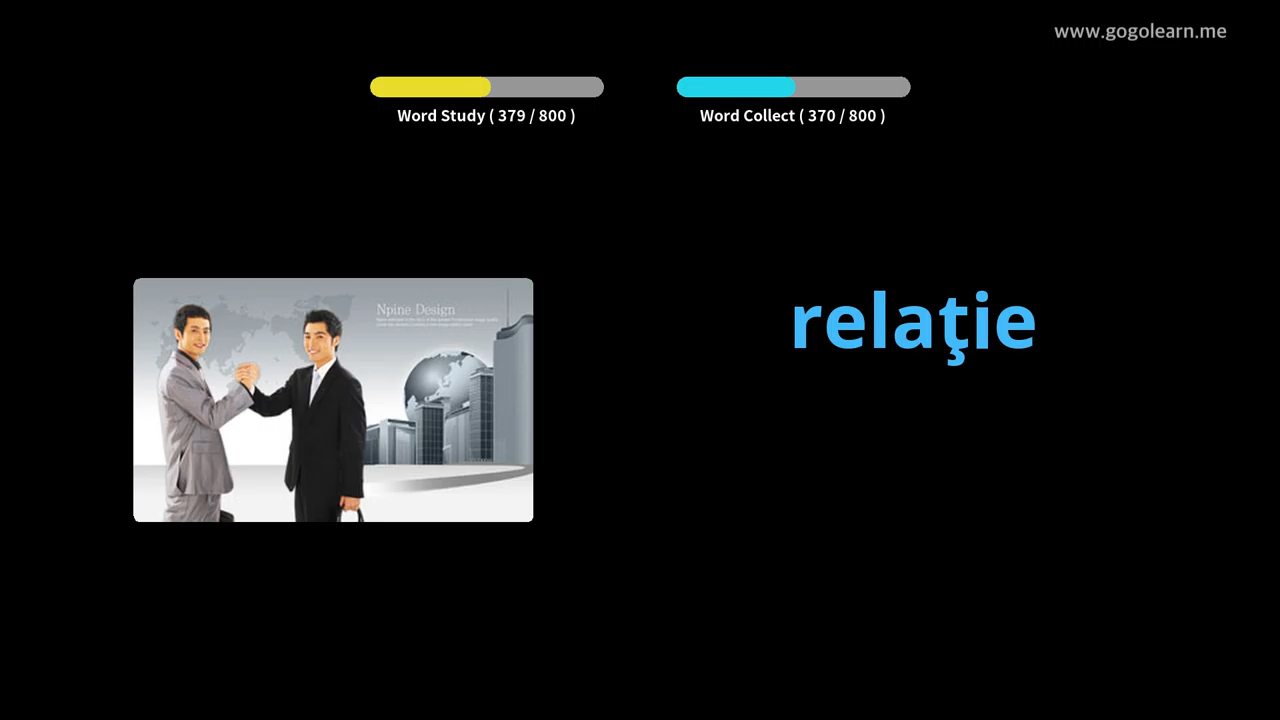 www.gogolearn.me
Word Study ( 379 / 800 )
Word Collect ( 370 / 800 )
Npine Design
relaţie